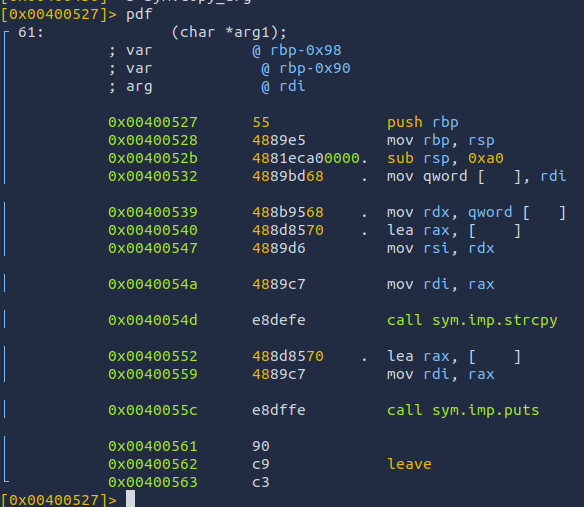 [0x00400527]> pdf
61: (char *arg1);
; var @ rbp-0x98
; var @ rbp-0x90
; arg @ rdi
0x00400527 55 push rbp
0x00400528 4889e5 mov rbp, rsp
0x0040052b 4881eca00000. sub rsp, 0xa0
0x00400532 4889bd68 . mov qword [ ], rdi
0x00400539 488b9568 . mov rdx, qword [ ]
0x00400540 488d8570 . lea rax, [ ]
0x00400547 4889d6 mov rsi, rdx
0x0040054a 4889c7 mov rdi, rax
0x0040054d e8defe call sym.imp.strcpy
0x00400552 488d8570 . lea rax, [ ]
0x00400559 4889c7 mov rdi, rax
0x0040055c e8dffe call sym.imp.puts
0x00400561 90
0x00400562 c9 leave
0x00400563 c3
[0x00400527]>